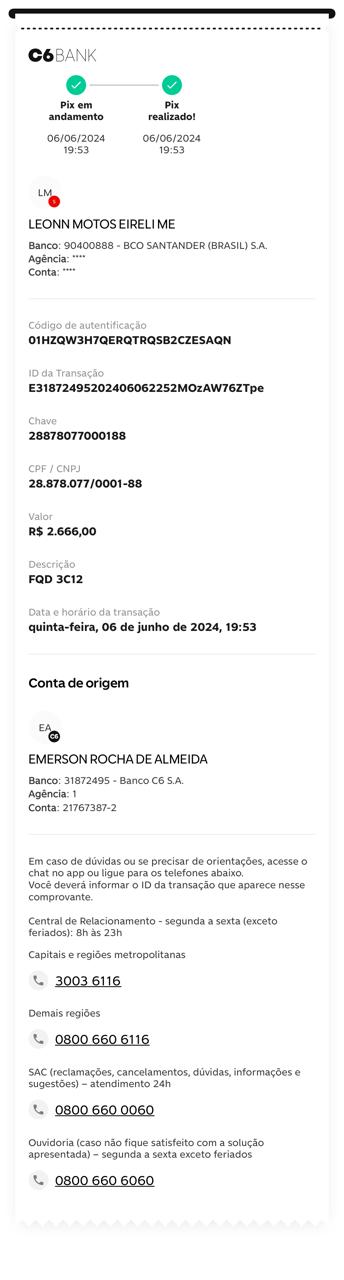 C6BANK
Pix em
andamento
06/06/2024
19:53
Pix
realizado!
06/06/2024
19:53
LM
LEONN MOTOS EIRELI ME
Banco: 90400888 - BCO SANTANDER (BRASIL) S.A.
Agência: ****
Conta: ****
Código de autentificação
01HZQW3H7QERQTRQSB2CZESAQN
ID da Transação
E31872495202406062252MOzAW76ZTpe
Chave
28878077000188
CPF / CNPJ
28.878.077/0001-88
Valor
R$ 2.666,00
Descrição
FQD 3C12
Data e horário da transação
quinta-feira, 06 de junho de 2024, 19:53
Conta de origem
EA
C6
EMERSON ROCHA DE ALMEIDA
Banco: 31872495 - Banco C6 S.A.
Agência: 1
Conta: 21767387-2
Em caso de dúvidas ou se precisar de orientações, acesse o
chat no app ou ligue para os telefones abaixo.
Você deverá informar o ID da transação que aparece nesse
comprovante.
Central de Relacionamento - segunda a sexta (exceto
feriados): 8h às 23h
Capitais e regiões metropolitanas
3003 6116
Demais regiões
0800 660 6116
SAC (reclamações, cancelamentos, dúvidas, informações e
sugestões) – atendimento 24h
0800 660 0060
Ouvidoria (caso não fique satisfeito com a solução
apresentada) – segunda a sexta exceto feriados
0800 660 6060